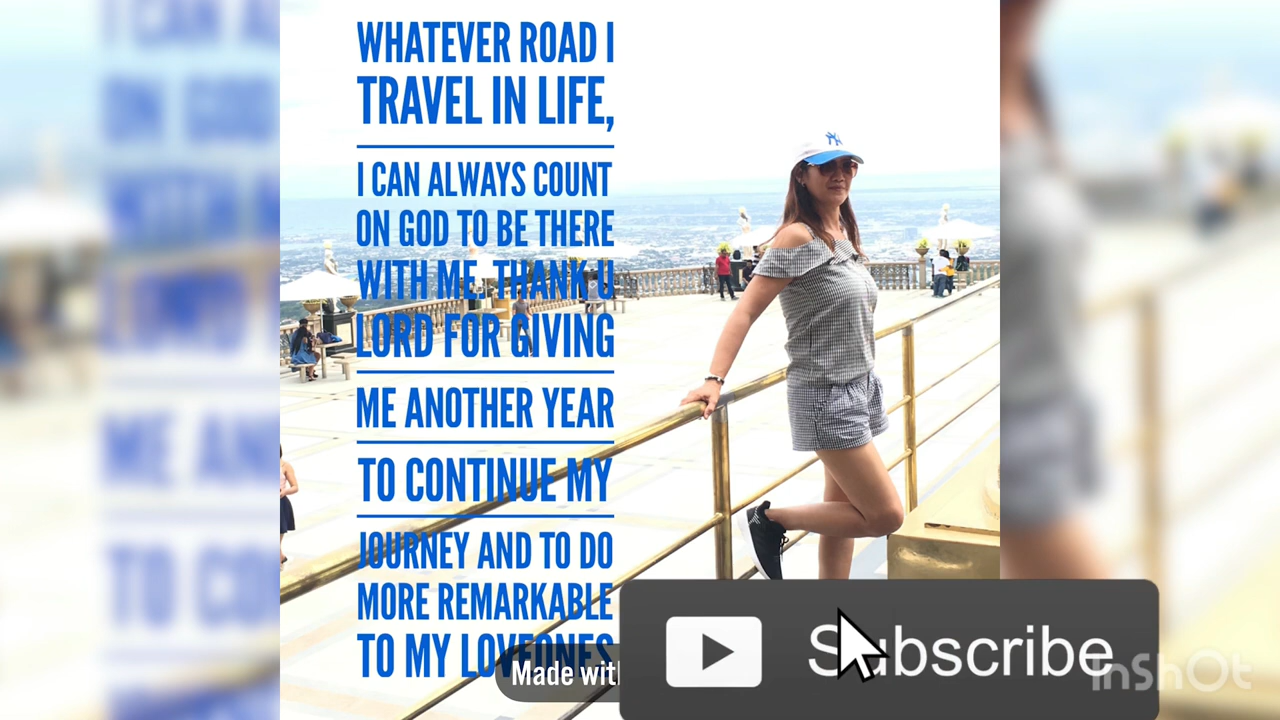 WHATEVER ROAD I
TRAVEL IN LIFE,
I CAN ALWAYS COUNT
ON GOD TO BE THERE
WITH ME. THANK U
LORD FOR GIVING
ME ANOTHER YEAR
TO CONTINUE MY
JOURNEY AND TO DO
MORE REMARKABLE
TO MY LOVEONES
NY
Made with
Subscribe
InShOt